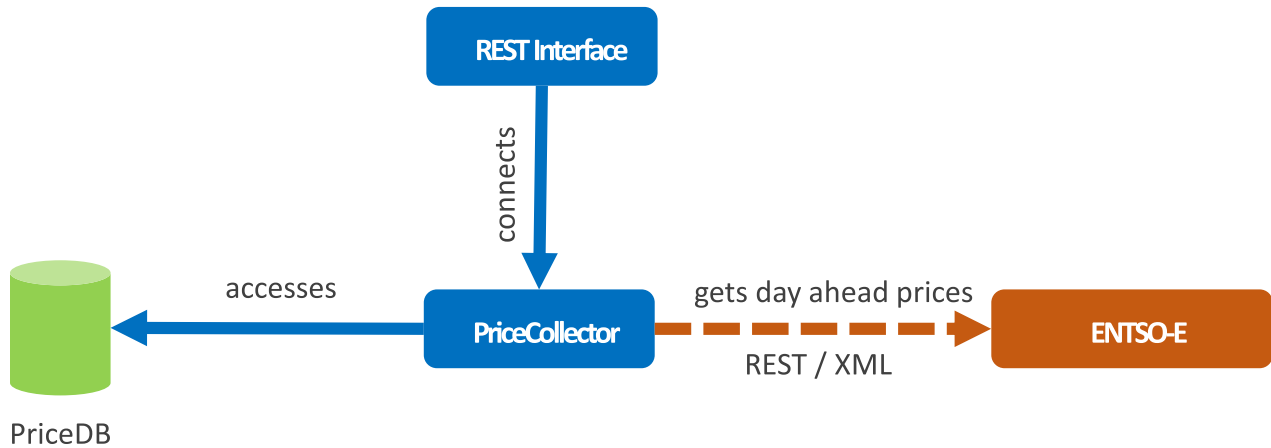 REST Interface
connects
accesses
gets day ahead prices
PriceCollector
ENTSO-E
REST / XML
PriceDB